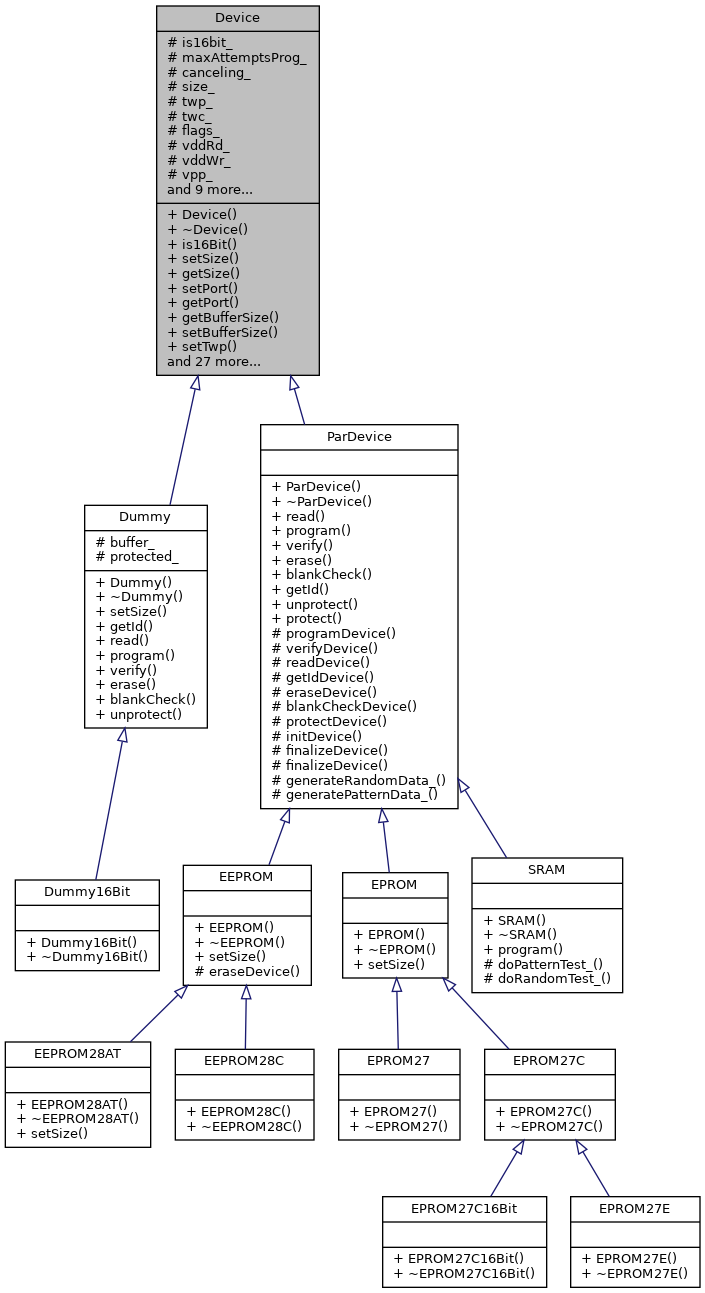 Device
# is16bit_
# maxAttemptsProg_
# canceling_
# size_
# twp_
# twc_
# flags_
# vddRd_
# vddWr_
# vpp_
and 9 more...
+ Device()
+ ~Device()
+ is16Bit()
+ setSize()
+ getSize()
+ setPort()
+ getPort()
+ getBufferSize()
+ setBufferSize()
+ setTwp()
and 27 more...
ParDevice
+ ParDevice()
+ ~ParDevice()
+ read()
+ program()
+ verify()
+ erase()
+ blankCheck()
+ getId()
+ unprotect()
+ protect()
# programDevice()
# verifyDevice()
# readDevice()
# getIdDevice()
# eraseDevice()
# blankCheckDevice()
# protectDevice()
# initDevice()
# finalizeDevice()
# finalizeDevice()
# generateRandomData_()
# generatePatternData_()
Dummy
# buffer_
# protected_
+ Dummy()
+ ~Dummy()
+ setSize()
+ getId()
+ read()
+ program()
+ verify()
+ erase()
+ blankCheck()
+ unprotect()
Dummy16Bit
+ Dummy16Bit()
+ ~Dummy16Bit()
EEPROM
+ EEPROM()
+ ~EEPROM()
+ setSize()
# eraseDevice()
EPROM
+ EPROM()
+ ~EPROM()
+ setSize()
SRAM
+ SRAM()
+ ~SRAM()
+ program()
# doPatternTest_()
# doRandomTest_()
EEPROM28AT
+ EEPROM28AT()
+ ~EEPROM28AT()
+ setSize()
EEPROM28C
+ EEPROM28C()
+ ~EEPROM28C()
EPROM27
+ EPROM27()
+ ~EPROM27()
EPROM27C
+ EPROM27C()
+ ~EPROM27C()
EPROM27C16Bit
+ EPROM27C16Bit()
+ ~EPROM27C16Bit()
EPROM27E
+ EPROM27E()
+ ~EPROM27E()